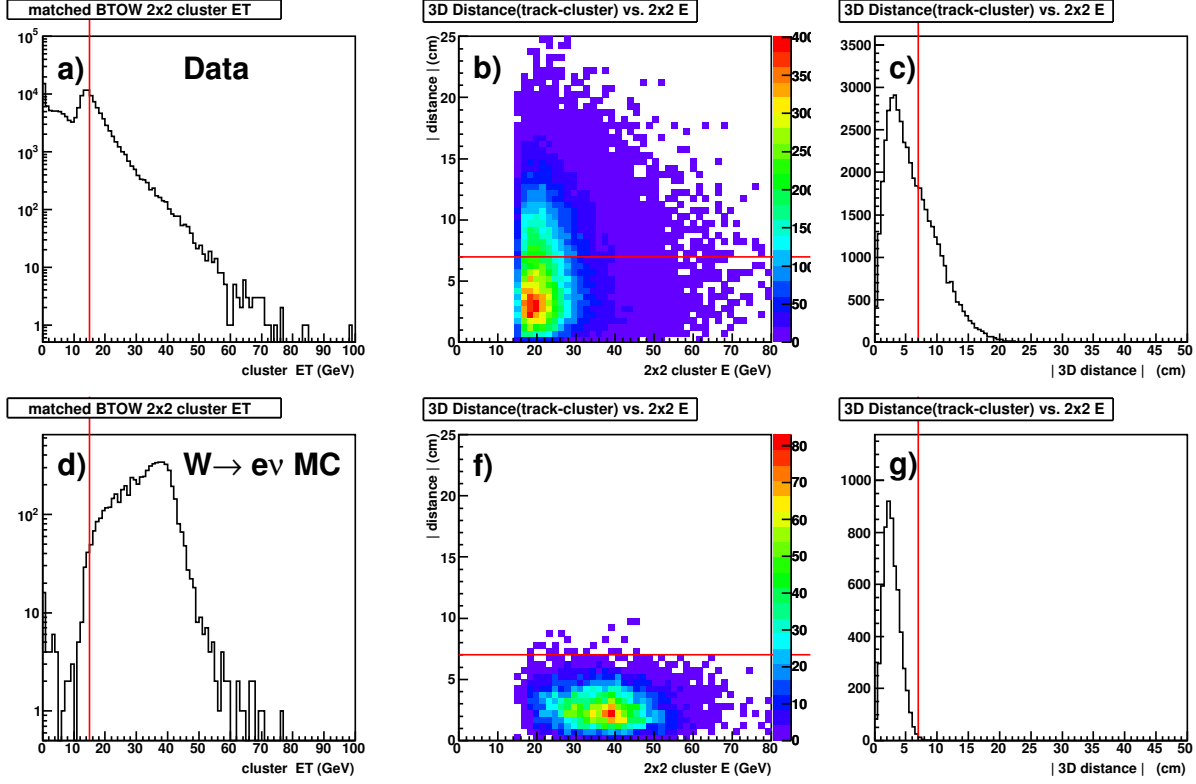 matched BTOW 2x2 cluster ET
a) Data
10^5
10^4
10^3
10^2
10
1
0 10 20 30 40 50 60 70 80 90 100
cluster ET (GeV)
3D Distance(track-cluster) vs. 2x2 E
b)
| distance | (cm)
25
20
15
10
5
0
0 10 20 30 40 50 60 70 80
2x2 cluster E (GeV)
400
350
300
250
200
150
100
50
0
3D Distance(track-cluster) vs. 2x2 E
c)
3500
3000
2500
2000
1500
1000
500
0
0 5 10 15 20 25 30 35 40 45 50
| 3D distance | (cm)
matched BTOW 2x2 cluster ET
d) W→ eν MC
10^2
10
1
0 10 20 30 40 50 60 70 80 90 100
cluster ET (GeV)
3D Distance(track-cluster) vs. 2x2 E
f)
| distance | (cm)
25
20
15
10
5
0
0 10 20 30 40 50 60 70 80
2x2 cluster E (GeV)
80
70
60
50
40
30
20
10
0
3D Distance(track-cluster) vs. 2x2 E
g)
1000
800
600
400
200
0
0 5 10 15 20 25 30 35 40 45 50
| 3D distance | (cm)